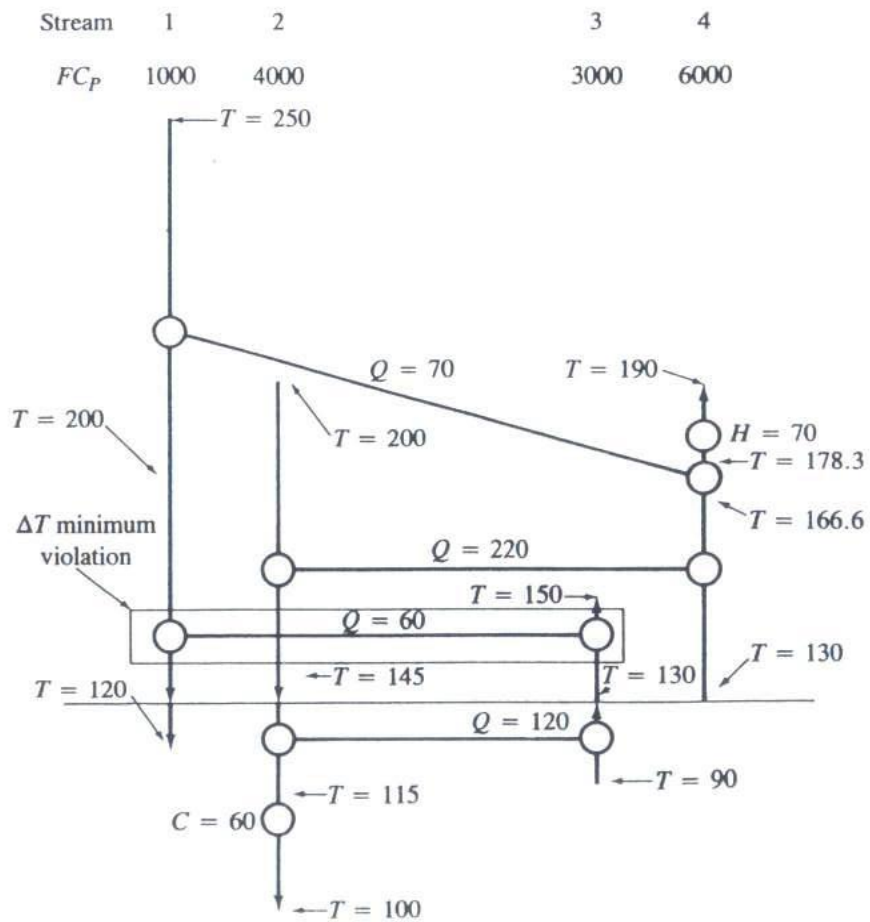 Stream 1 2 3 4
FC_P 1000 4000 3000 6000
T = 250
Q = 70
T = 190
T = 200
T = 200
H = 70
T = 178.3
T = 166.6
ΔT minimum
violation
Q = 220
T = 150
Q = 60
T = 130
T = 120
T = 145
T = 130
Q = 120
T = 90
T = 115
C = 60
T = 100